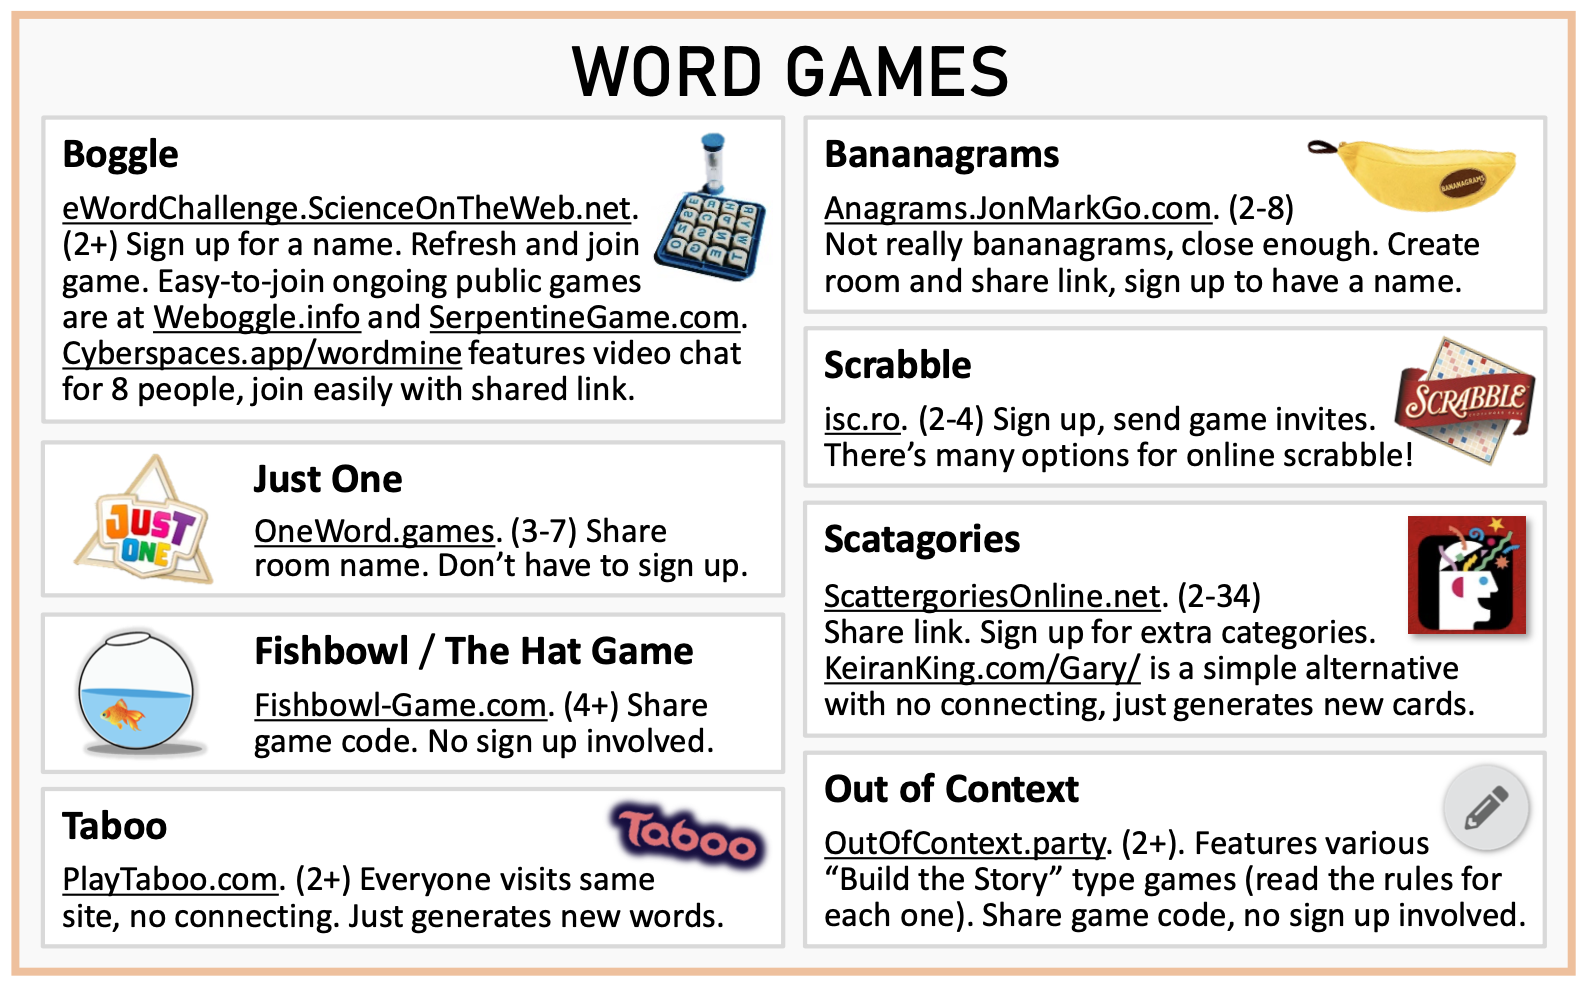 WORD GAMES
Boggle
eWordChallenge.ScienceOnTheWeb.net.
(2+) Sign up for a name. Refresh and join
game. Easy-to-join ongoing public games
are at Weboggle.info and SerpentineGame.com.
Cyberspaces.app/wordmine features video chat
for 8 people, join easily with shared link.
JUST
ONE
Just One
OneWord.games. (3-7) Share
room name. Don’t have to sign up.
Fishbowl / The Hat Game
Fishbowl-Game.com. (4+) Share
game code. No sign up involved.
Taboo
Taboo
PlayTaboo.com. (2+) Everyone visits same
site, no connecting. Just generates new words.
Bananagrams
BANANAGRAMS
Anagrams.JonMarkGo.com. (2-8)
Not really bananagrams, close enough. Create
room and share link, sign up to have a name.
Scrabble
SCRABBLE
isc.ro. (2-4) Sign up, send game invites.
There’s many options for online scrabble!
Scatagories
ScattergoriesOnline.net. (2-34)
Share link. Sign up for extra categories.
KeiranKing.com/Gary/ is a simple alternative
with no connecting, just generates new cards.
Out of Context
OutOfContext.party. (2+). Features various
“Build the Story” type games (read the rules for
each one). Share game code, no sign up involved.